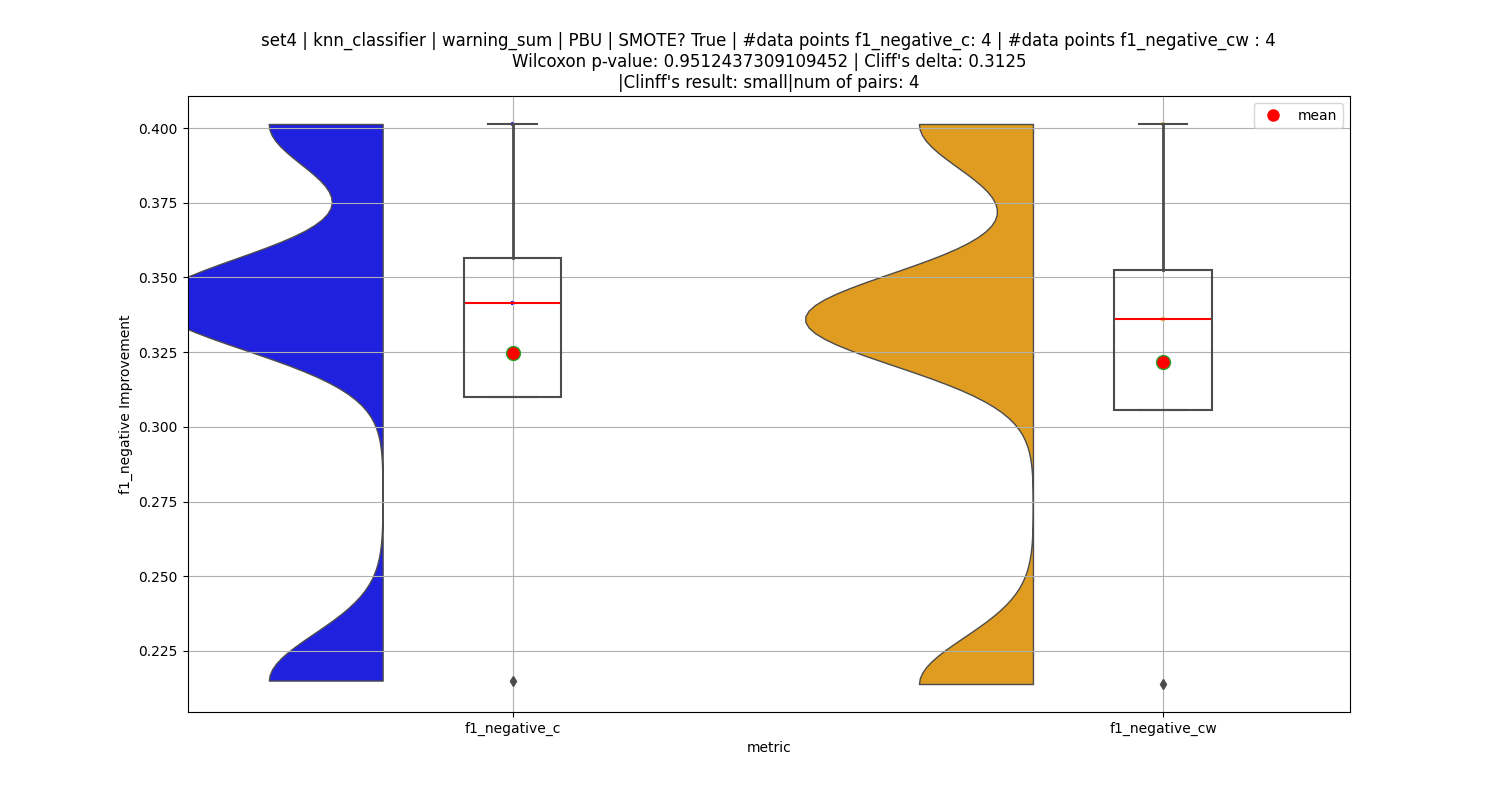 set4 | knn_classifier | warning_sum | PBU | SMOTE? True | #data points f1_negative_c: 4 | #data points f1_negative_cw : 4
Wilcoxon p-value: 0.9512437309109452 | Cliff's delta: 0.3125
|Clinff's result: small|num of pairs: 4
mean
0.400
0.375
0.350
0.325
0.300
0.275
0.250
0.225
f1_negative Improvement
f1_negative_c
f1_negative_cw
metric